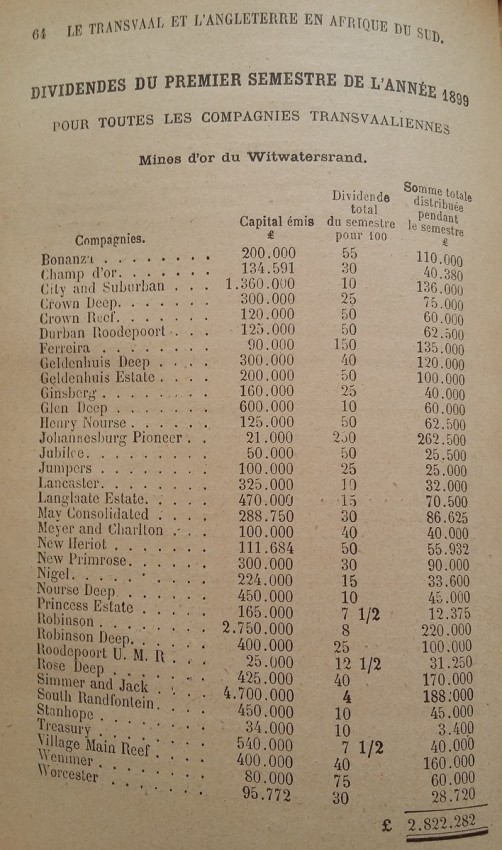 64 LE TRANSVAAL ET L'ANGLETERRE EN AFRIQUE DU SUD.
DIVIDENDES DU PREMIER SEMESTRE DE L'ANNÉE 1899
POUR TOUTES LES COMPAGNIES TRANSVAALIENNES
Mines d'or du Witwatersrand.
Compagnies. Capital émis £ Dividende total du semestre pour 100 Somme totale distribuée pendant le semestre £
Bonanza . . . . . . . . 200.000 55 110.000
Champ d'or. . . . . . . 134.591 30 40.380
City and Suburban . . . 1.360.000 10 136.000
Crown Deep. . . . . . . 300.000 25 75.000
Crown Reef. . . . . . . 120.000 50 60.000
Durban Roodepoort . . . 125.000 50 62.500
Ferreira . . . . . . . . 90.000 150 135.000
Geldenhuis Deep . . . . 300.000 40 120.000
Geldenhuis Estate . . . . 200.000 50 100.000
Ginsberg . . . . . . . 160.000 25 40.000
Glen Deep . . . . . . . 600.000 10 60.000
Henry Nourse . . . . . 125.000 50 62.500
Johannesburg Pioneer . . 21.000 250 262.500
Jubilee. . . . . . . . 50.000 50 25.500
Jumpers . . . . . . . 100.000 25 25.000
Lancaster. . . . . . . 325.000 10 32.000
Langlaate Estate. . . . 470.000 15 70.500
May Consolidated . . . . 288.750 30 86.625
Meyer and Charlton . . . 100.000 40 40.000
New Heriot . . . . . . 111.684 50 55.932
New Primrose. . . . . . 300.000 30 90.000
Nigel. . . . . . . . . 224.000 15 33.600
Nourse Deep . . . . . . 450.000 10 45.000
Princess Estate . . . . . 165.000 7 1/2 12.375
Robinson . . . . . . . 2.750.000 8 220.000
Robinson Deep. . . . . . 400.000 25 100.000
Roodepoort U. M. R . . . 25.000 12 1/2 31.250
Rose Deep . . . . . . . 425.000 40 170.000
Simmer and Jack . . . . 4.700.000 4 188.000
South Randfontein. . . . 450.000 10 45.000
Stanhope . . . . . . . 34.000 10 3.400
Treasury . . . . . . . 540.000 7 1/2 40.000
Village Main Reef . . . . 400.000 40 160.000
Wemmer . . . . . . . 80.000 75 60.000
Worcester . . . . . . . 95.772 30 28.720
£ 2.822.282